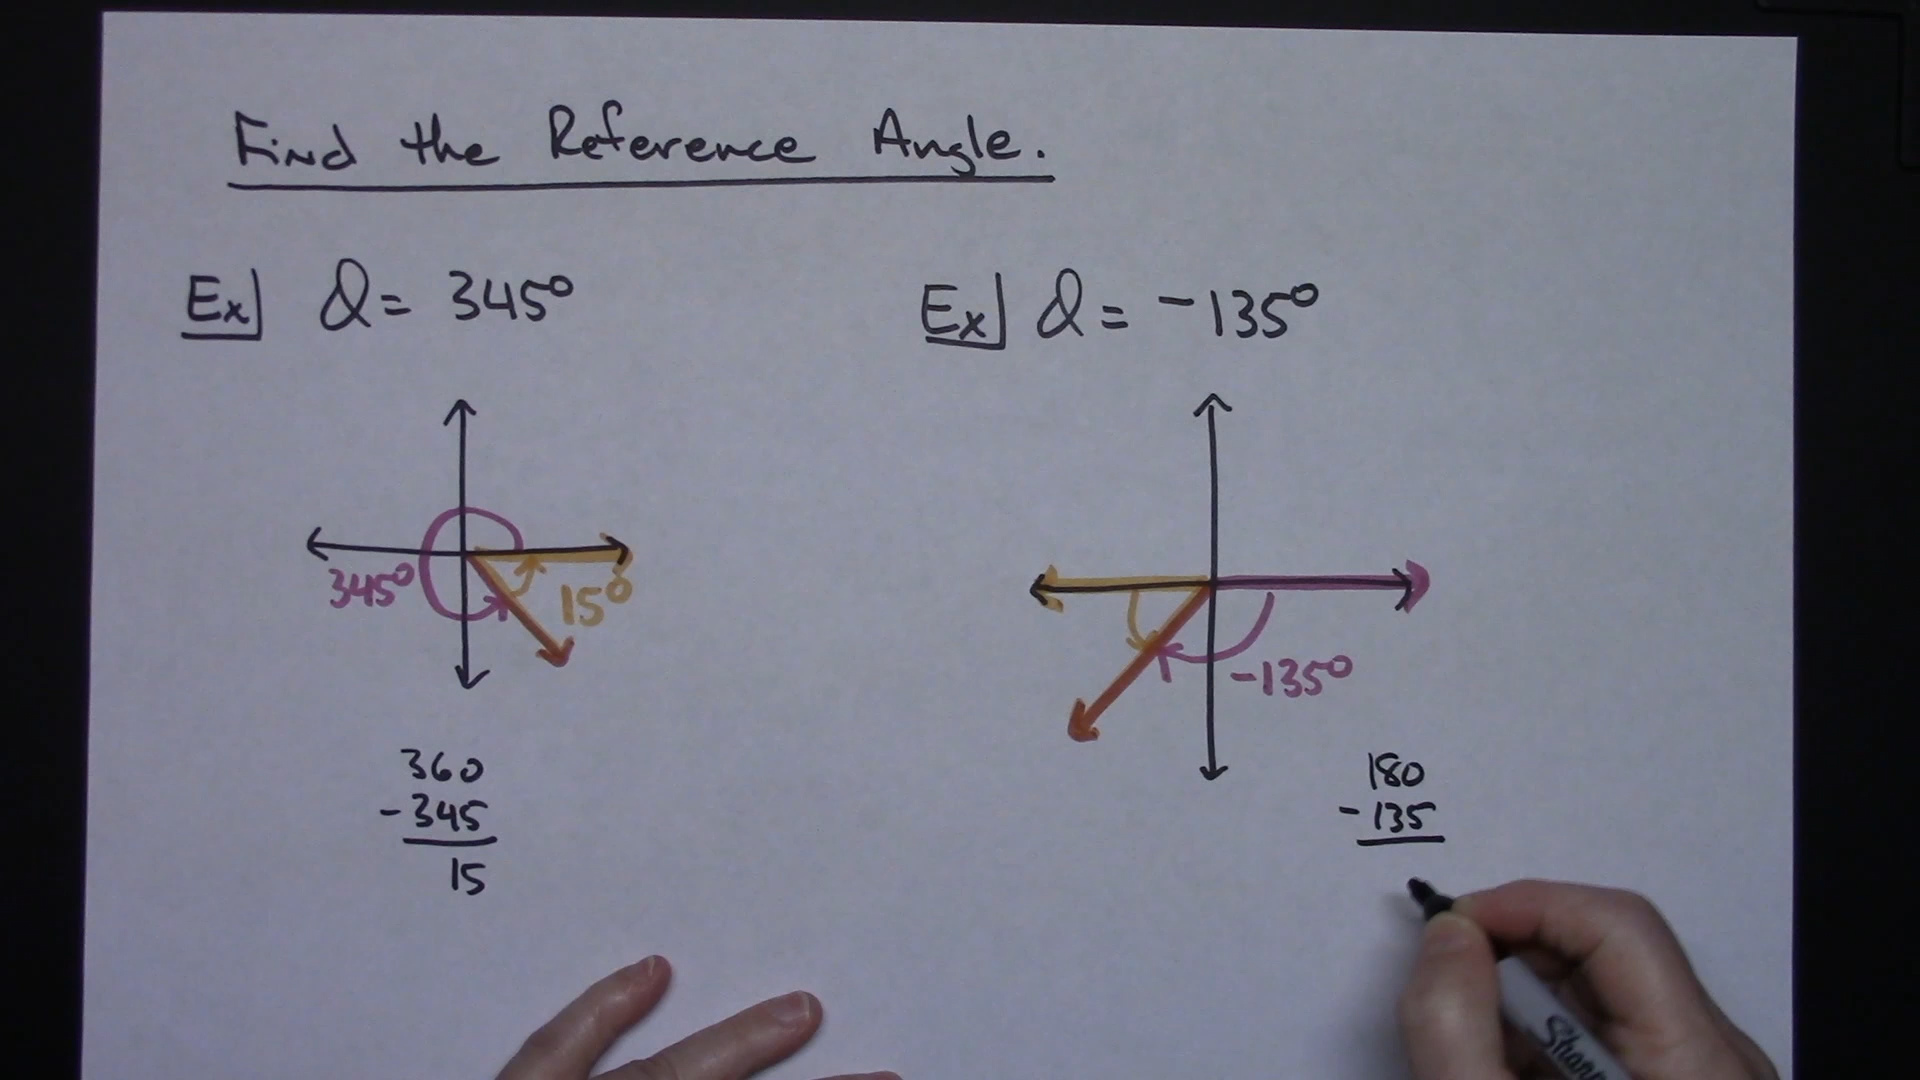 Find the Reference Angle.
Ex] θ = 345°
345°
15°
360
-345
15
Ex] θ = -135°
-135°
180
-135